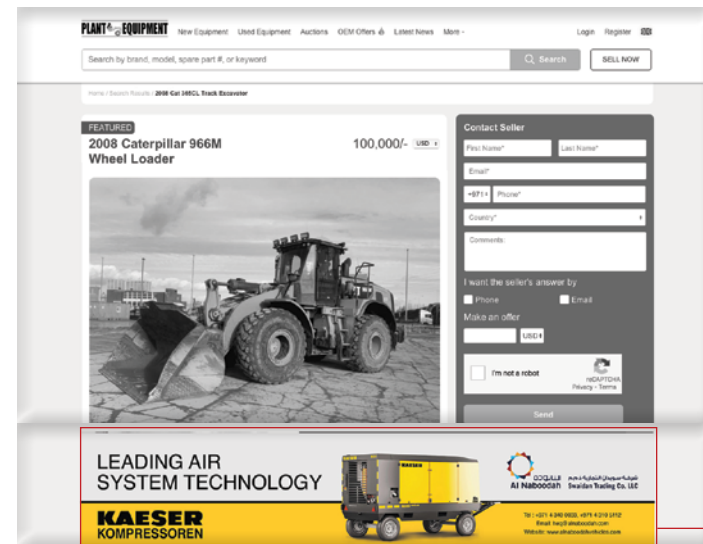 PLANT & EQUIPMENT New Equipment Used Equipment Auctions OEM Offers Latest News More Login Register
Search by brand, model, spare part #, or keyword Search SELL NOW
Home / Search Results / 2008 Cat 365CL Track Excavator
FEATURED
2008 Caterpillar 966M
Wheel Loader
100,000/- USD
Contact Seller
First Name* Last Name*
Email*
+971 Phone*
Country*
Comments:
I want the seller's answer by
Phone Email
Make an offer
USD
I'm not a robot
reCAPTCHA
Privacy - Terms
Send
LEADING AIR
SYSTEM TECHNOLOGY
KAESER
KOMPRESSOREN
KAESER
النابودة
Al Naboodah
Swaidan Trading Co. LLC